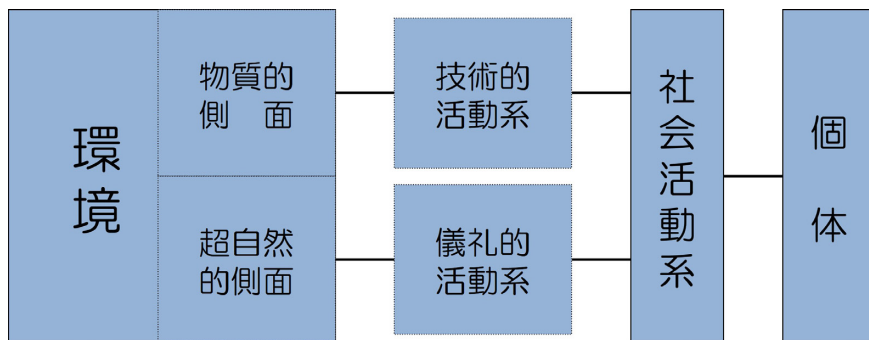 環境
物質的
側　面
超自然
的側面
技術的
活動系
儀礼的
活動系
社会活動系
個　体